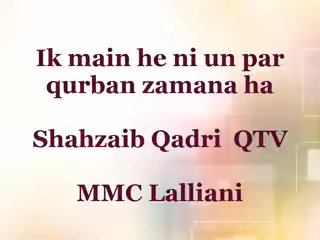 Ik main he ni un par
qurban zamana ha
Shahzaib Qadri QTV
MMC Lalliani